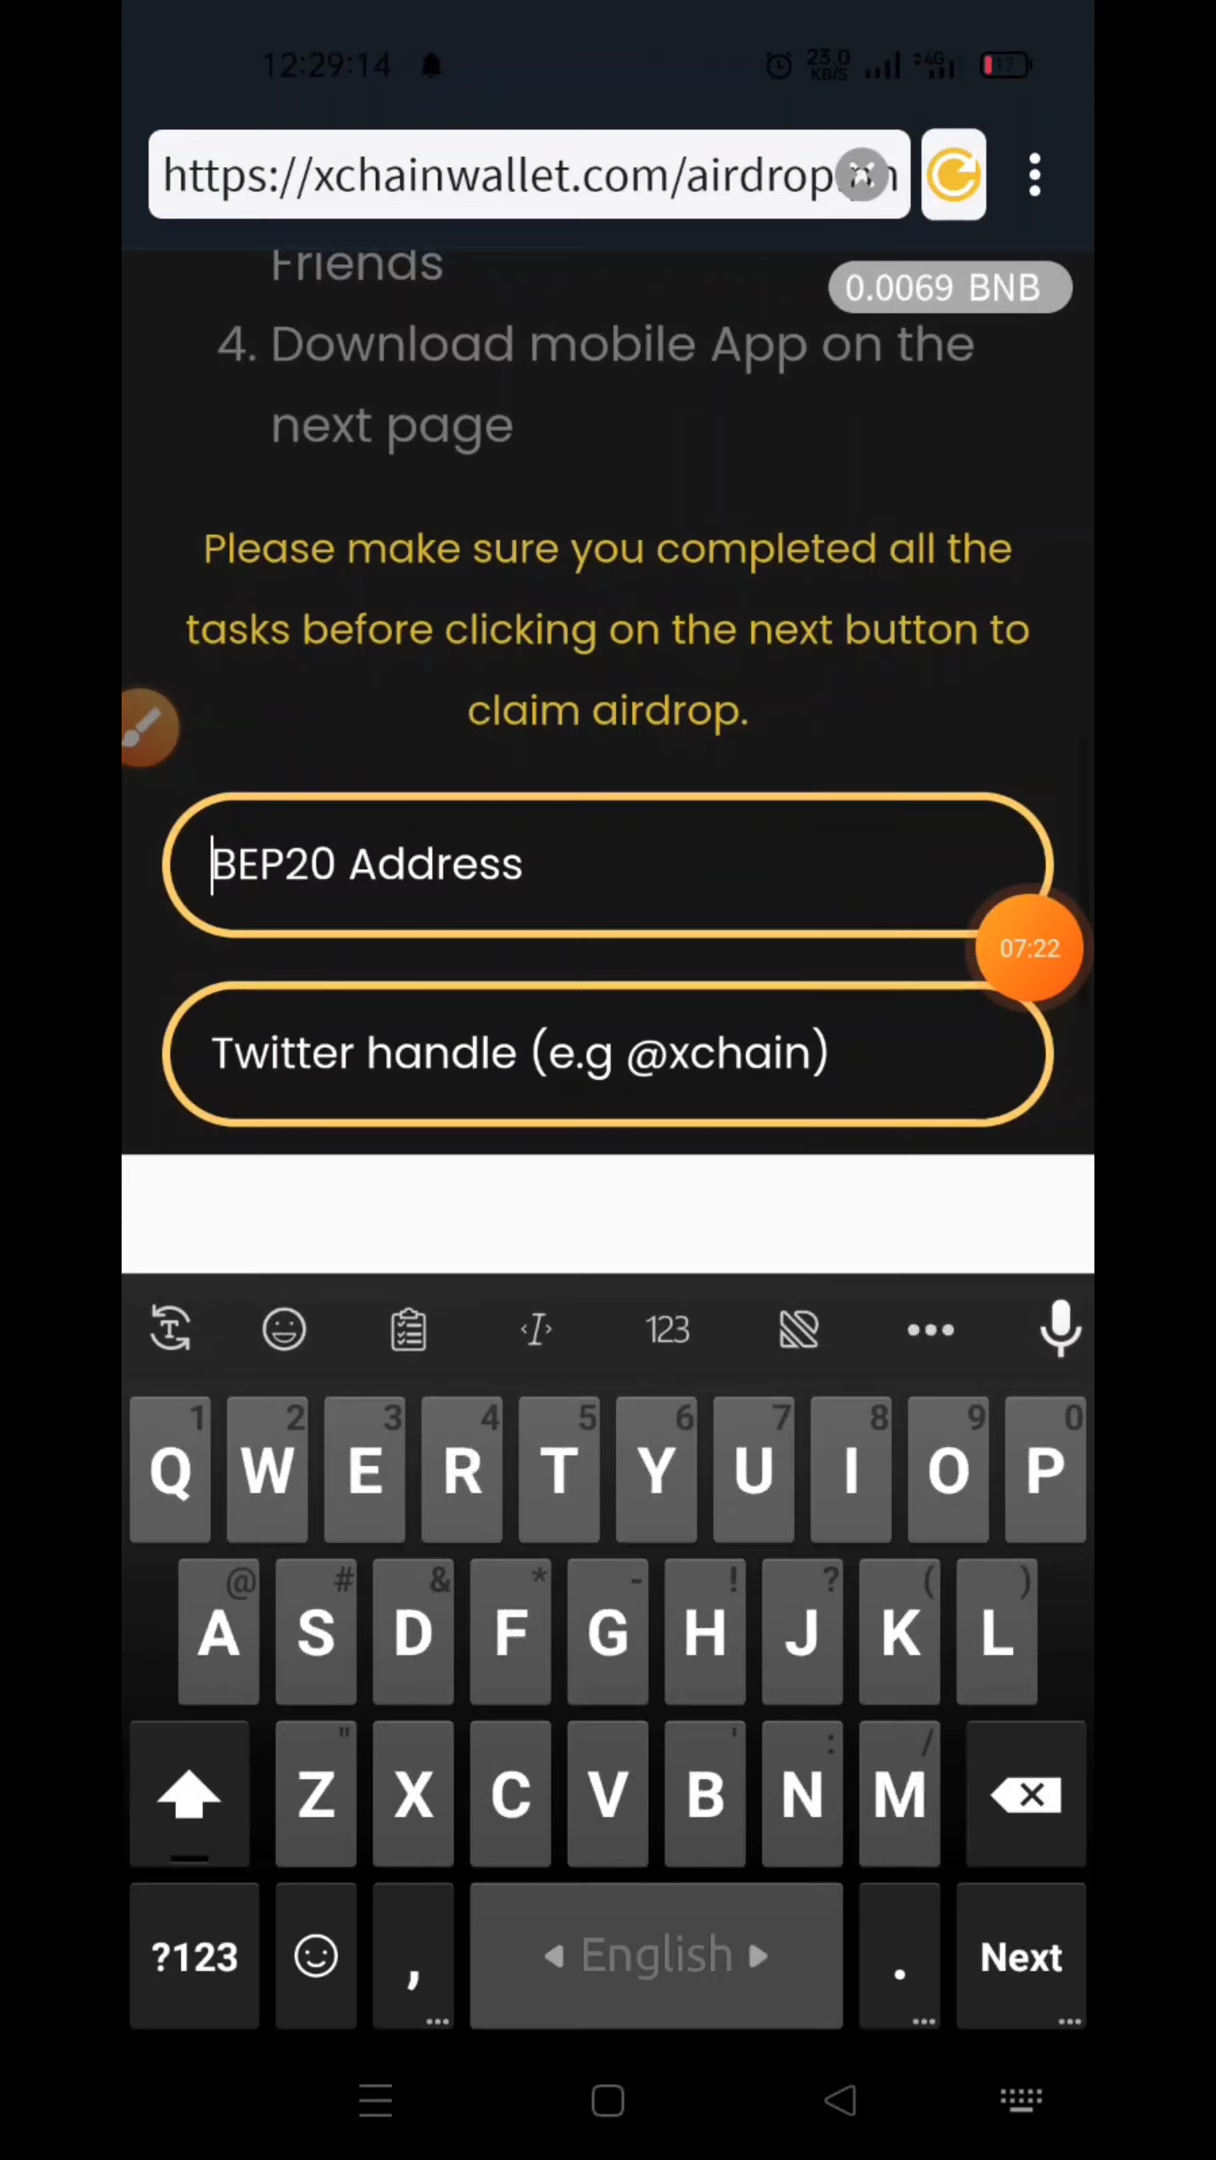 12:29:14
23.0
KB/S
4G
17
https://xchainwallet.com/airdrop
Friends
0.0069 BNB
4. Download mobile App on the
next page
Please make sure you completed all the
tasks before clicking on the next button to
claim airdrop.
BEP20 Address
07:22
Twitter handle (e.g @xchain)
T
123
1 2 3 4 5 6 7 8 9 0
Q W E R T Y U I O P
@ # & * - ! ? ( )
A S D F G H J K L
" ' : /
Z X C V B N M
?123 , English . Next